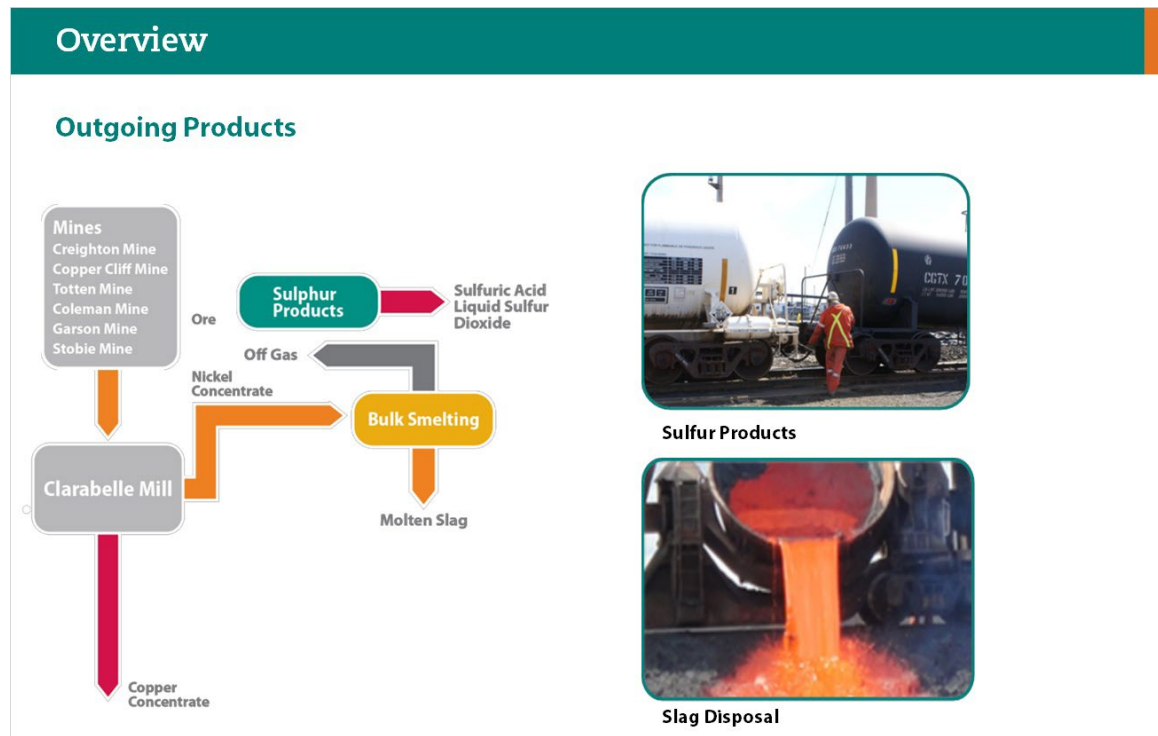 Overview
Outgoing Products
Mines
Creighton Mine
Copper Cliff Mine
Totten Mine
Coleman Mine
Garson Mine
Stobie Mine
Ore
Sulphur
Products
Sulfuric Acid
Liquid Sulfur
Dioxide
Off Gas
Nickel
Concentrate
Bulk Smelting
Clarabelle Mill
Molten Slag
Copper
Concentrate
CGTX 70
Sulfur Products
Slag Disposal